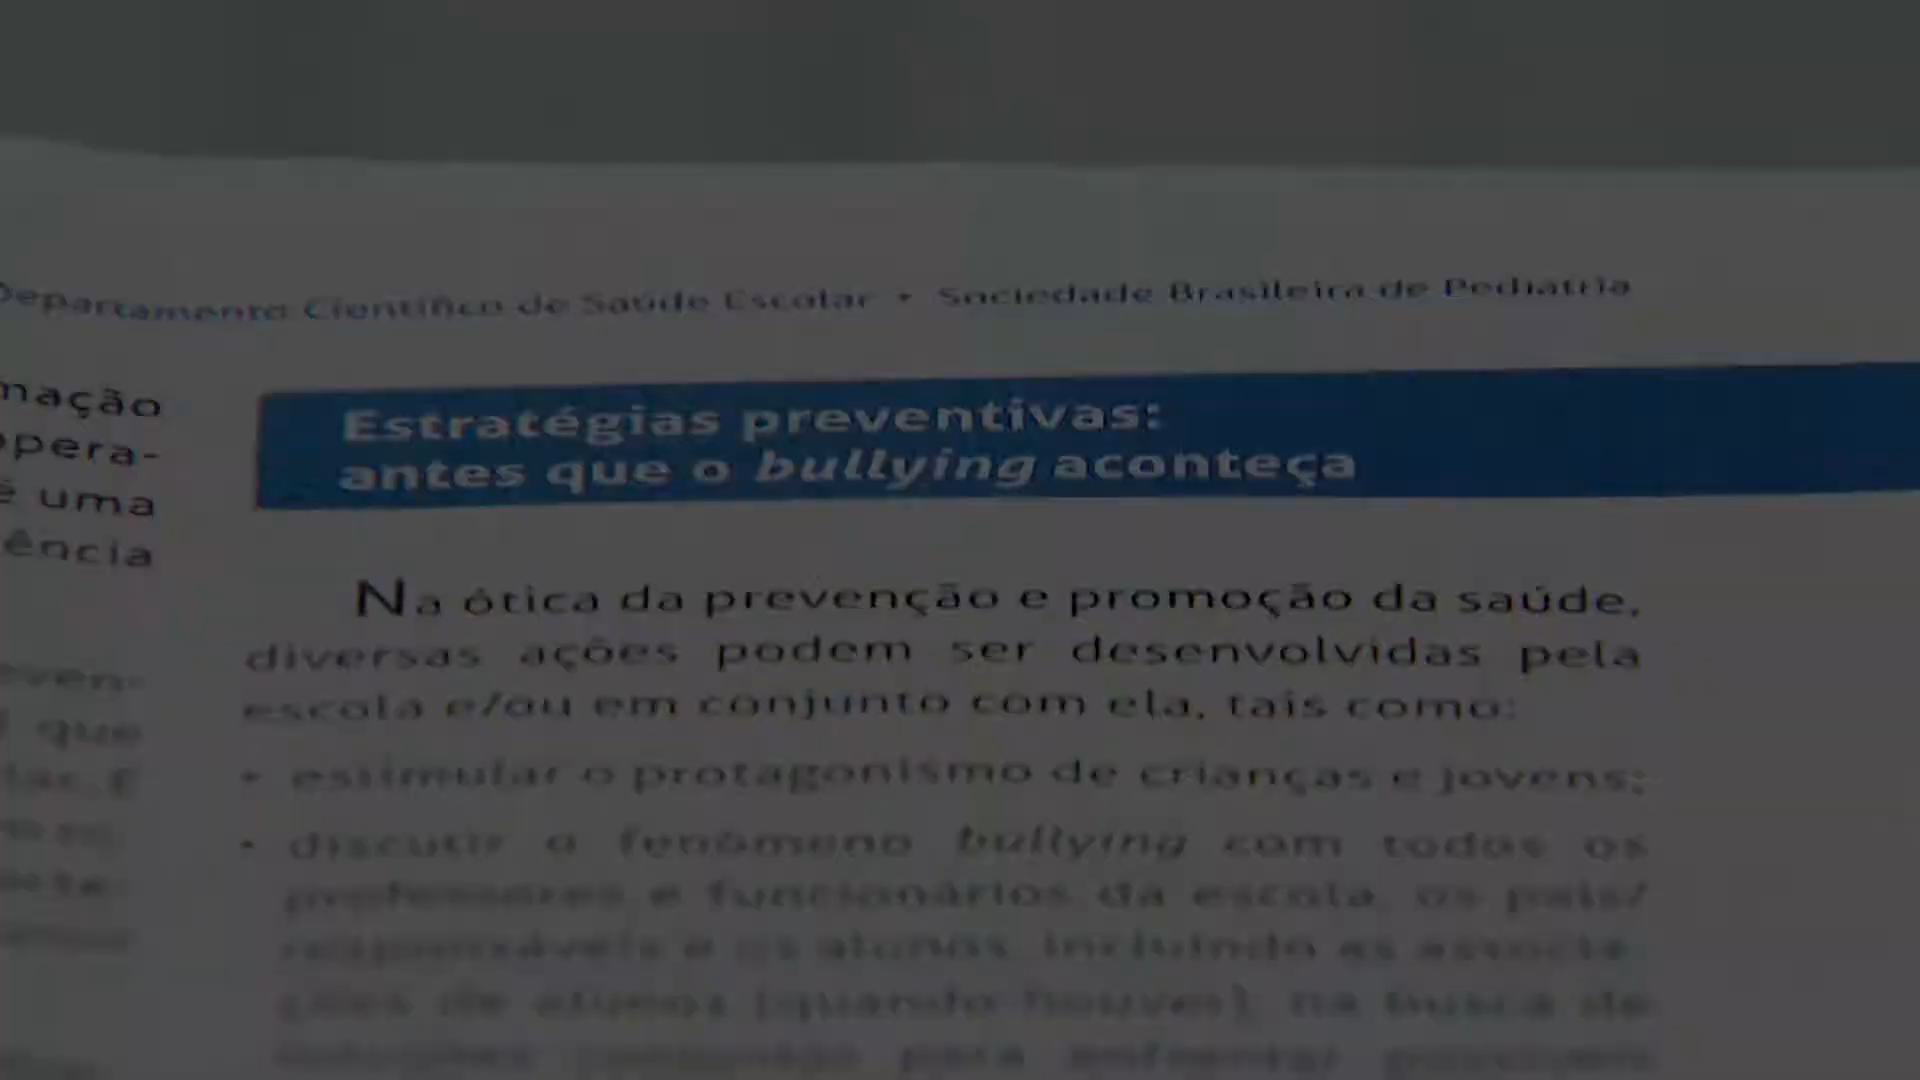 Departamento Científico de Saúde Escolar • Sociedade Brasileira de Pediatria
mação
opera-
é uma
ência
even-
que
Estratégias preventivas:
antes que o bullying aconteça
Na ótica da prevenção e promoção da saúde,
diversas ações podem ser desenvolvidas pela
escola e/ou em conjunto com ela, tais como:
• estimular o protagonismo de crianças e jovens;
• discutir o fenômeno bullying com todos os
professores e funcionários da escola, os pais/
responsáveis e os alunos, incluindo as associa-
ções de alunos (quando houver), na busca de
para